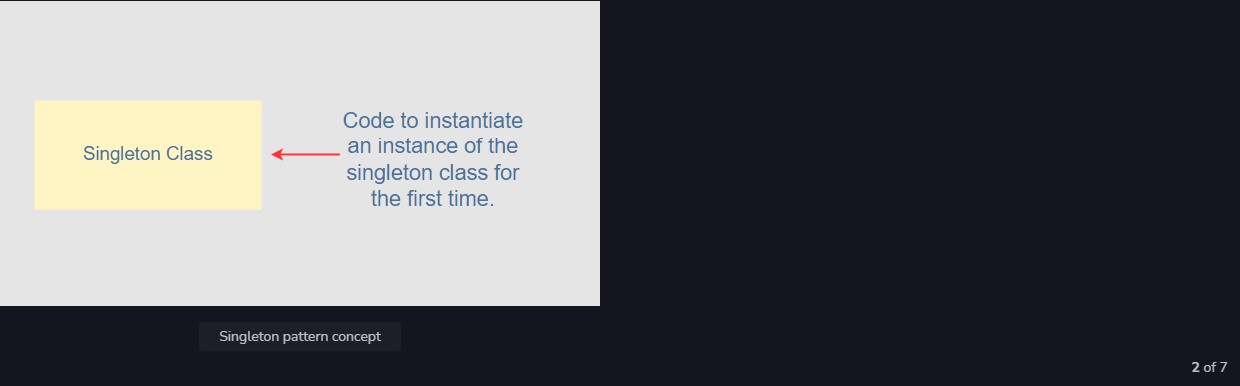 Singleton Class
Code to instantiate
an instance of the
singleton class for
the first time.
Singleton pattern concept
2 of 7